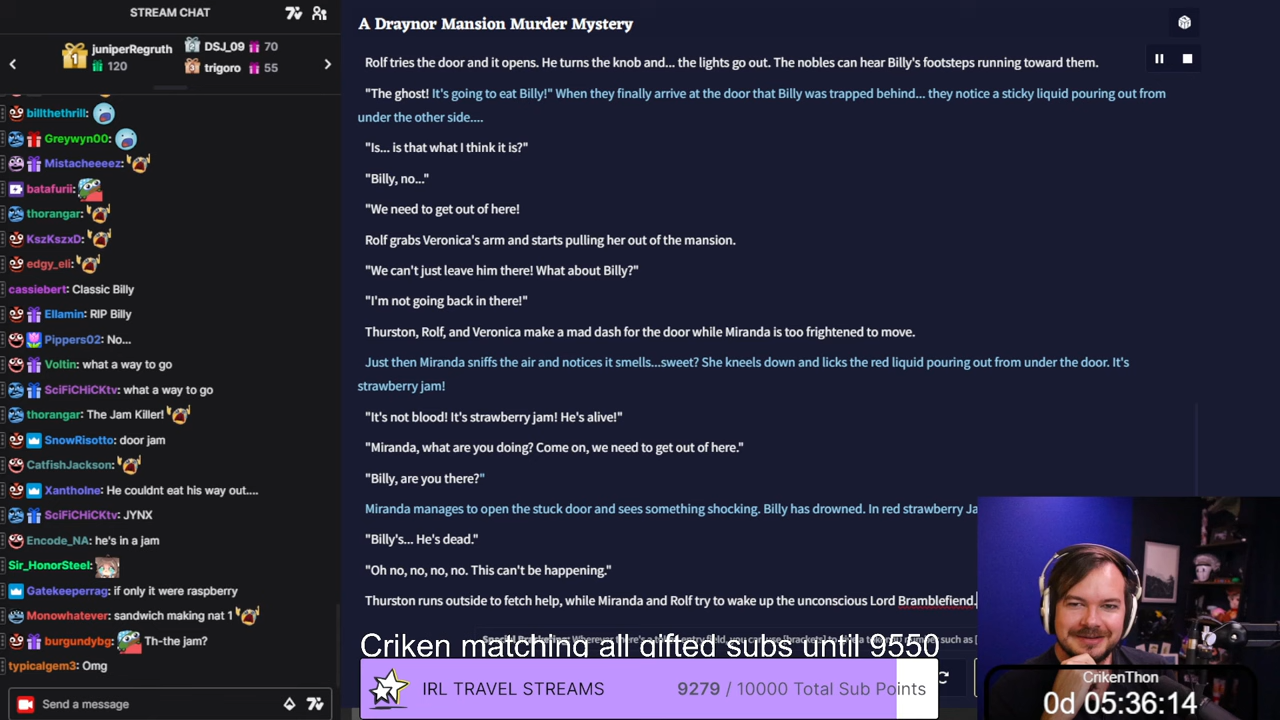 STREAM CHAT
juniperRegruth
120
DSJ_09 70
trigoro 55
billthethrill:
Greywyn00:
Mistacheeeez:
batafurii:
thorangar:
KszKszxD:
edgy_eli:
cassiebert: Classic Billy
Ellamin: RIP Billy
Pippers02: No...
Voltin: what a way to go
SciFiCHiCKtv: what a way to go
thorangar: The Jam Killer!
SnowRisotto: door jam
CatfishJackson:
Xantholne: He couldnt eat his way out....
SciFiCHiCKtv: JYNX
Encode_NA: he's in a jam
Sir_HonorSteel:
Gatekeeperrag: if only it were raspberry
Monowhatever: sandwich making nat 1
burgundybg: Th-the jam?
typicalgem3: Omg
Send a message
A Draynor Mansion Murder Mystery
Rolf tries the door and it opens. He turns the knob and... the lights go out. The nobles can hear Billy's footsteps running toward them.
"The ghost! It's going to eat Billy!" When they finally arrive at the door that Billy was trapped behind... they notice a sticky liquid pouring out from
under the other side....
"Is... is that what I think it is?"
"Billy, no..."
"We need to get out of here!
Rolf grabs Veronica's arm and starts pulling her out of the mansion.
"We can't just leave him there! What about Billy?"
"I'm not going back in there!"
Thurston, Rolf, and Veronica make a mad dash for the door while Miranda is too frightened to move.
Just then Miranda sniffs the air and notices it smells...sweet? She kneels down and licks the red liquid pouring out from under the door. It's
strawberry jam!
"It's not blood! It's strawberry jam! He's alive!"
"Miranda, what are you doing? Come on, we need to get out of here."
"Billy, are you there?"
Miranda manages to open the stuck door and sees something shocking. Billy has drowned. In red strawberry Ja
"Billy's... He's dead."
"Oh no, no, no, no. This can't be happening."
Thurston runs outside to fetch help, while Miranda and Rolf try to wake up the unconscious Lord Bramblefiend.
Criken matching all gifted subs until 9550
IRL TRAVEL STREAMS 9279 / 10000 Total Sub Points
CrikenThon
0d 05:36:14